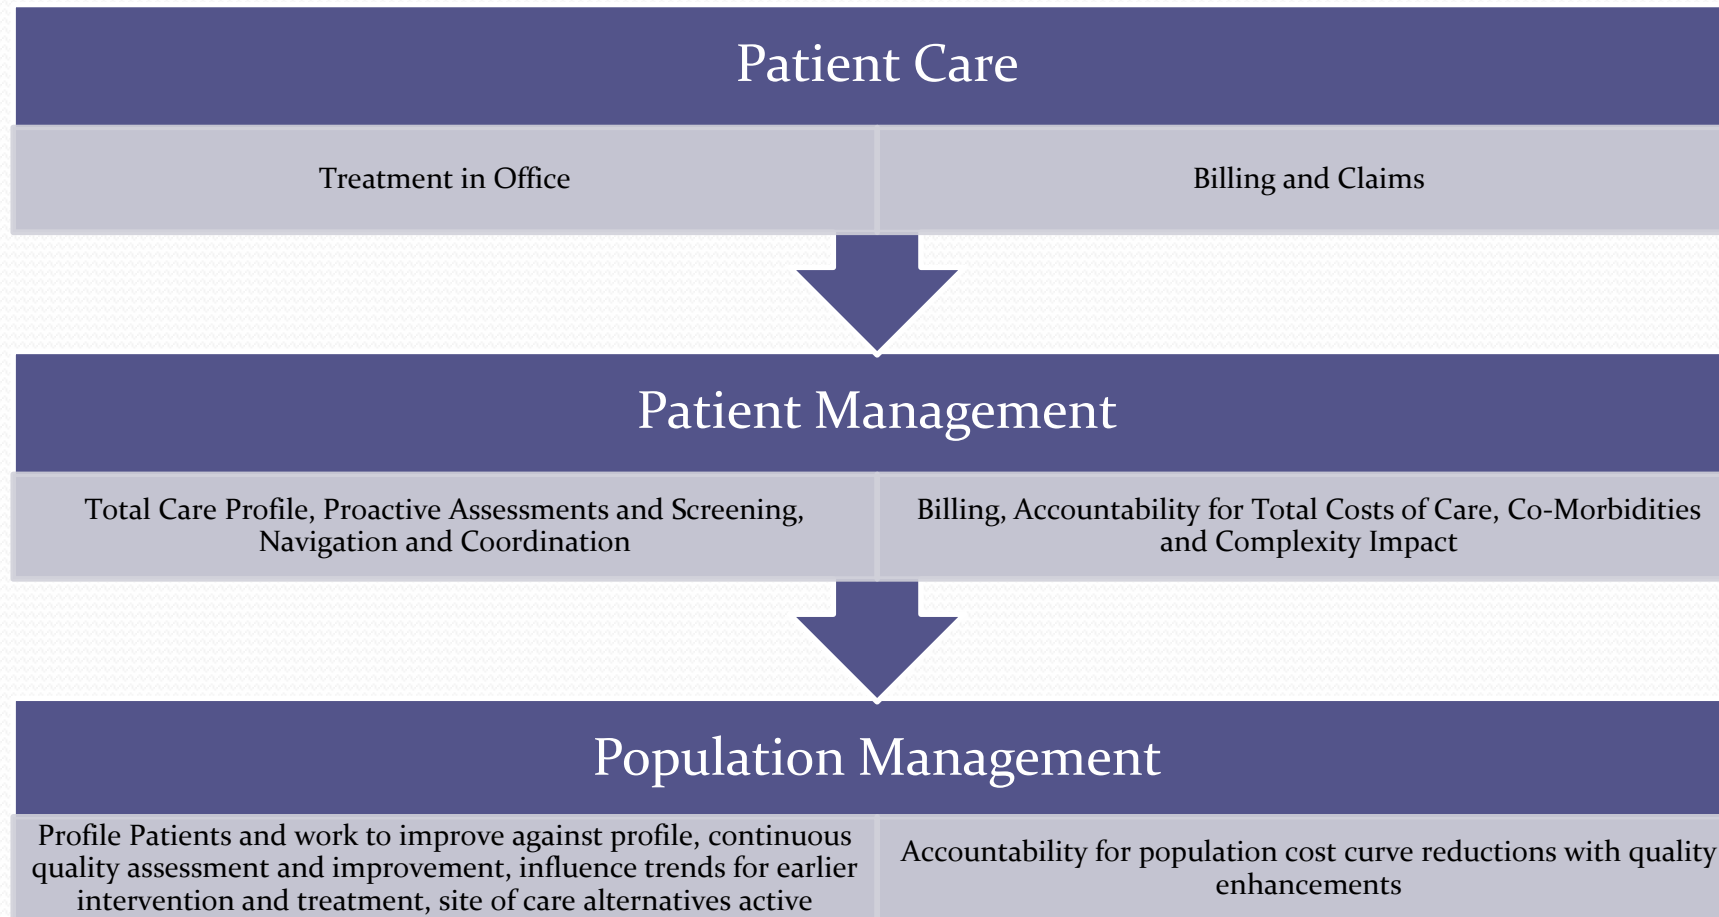 Patient Care
Treatment in Office
Billing and Claims
Patient Management
Total Care Profile, Proactive Assessments and Screening,
Navigation and Coordination
Billing, Accountability for Total Costs of Care, Co-Morbidities
and Complexity Impact
Population Management
Profile Patients and work to improve against profile, continuous
quality assessment and improvement, influence trends for earlier
intervention and treatment, site of care alternatives active
Accountability for population cost curve reductions with quality
enhancements